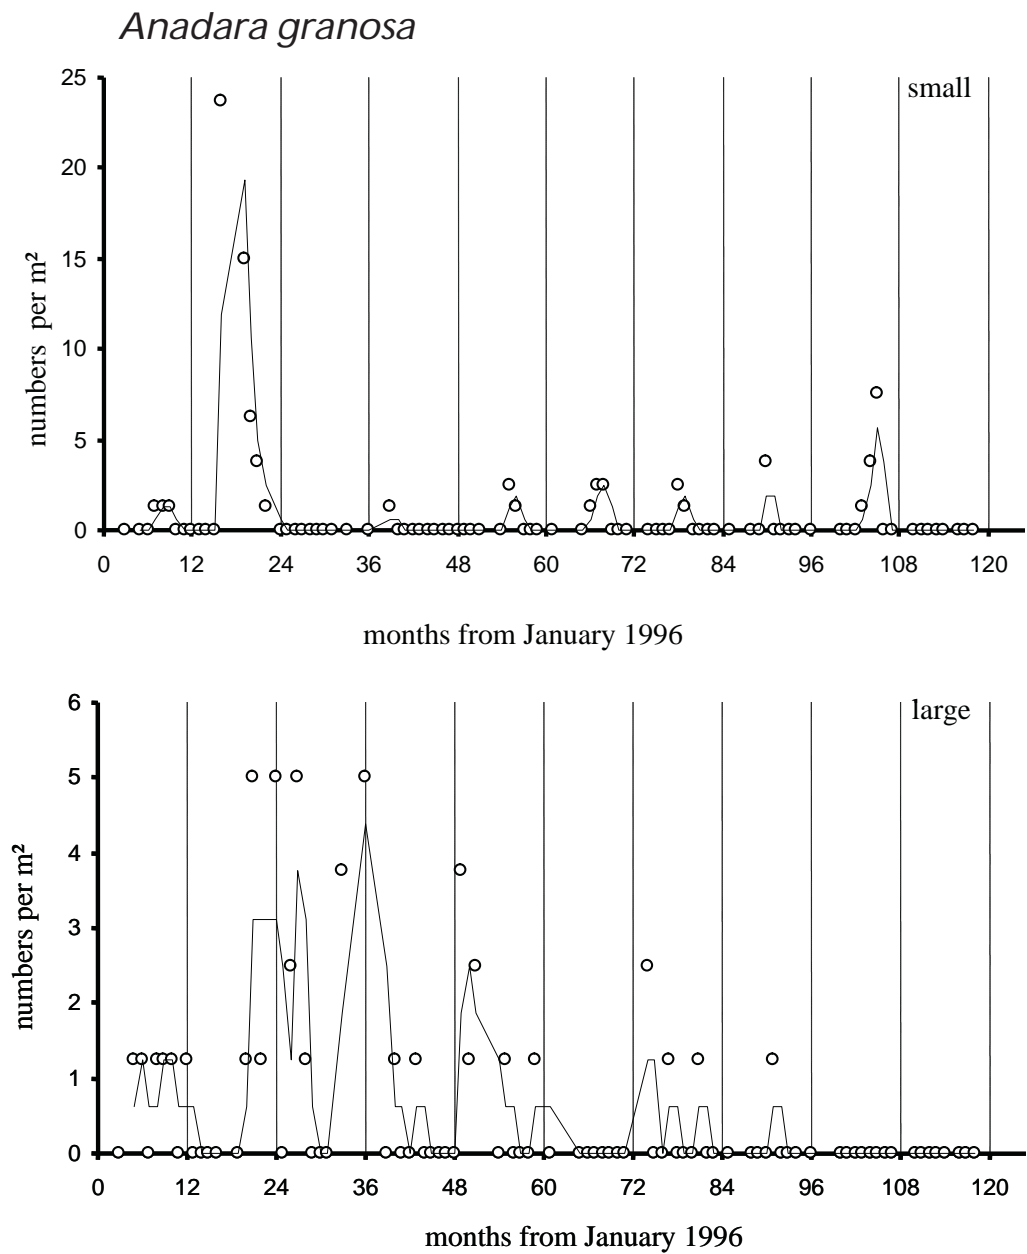 Anadara granosa
small
25
20
15
10
5
0
numbers per m²
0 12 24 36 48 60 72 84 96 108 120
months from January 1996
large
6
5
4
3
2
1
0
numbers per m²
0 12 24 36 48 60 72 84 96 108 120
months from January 1996